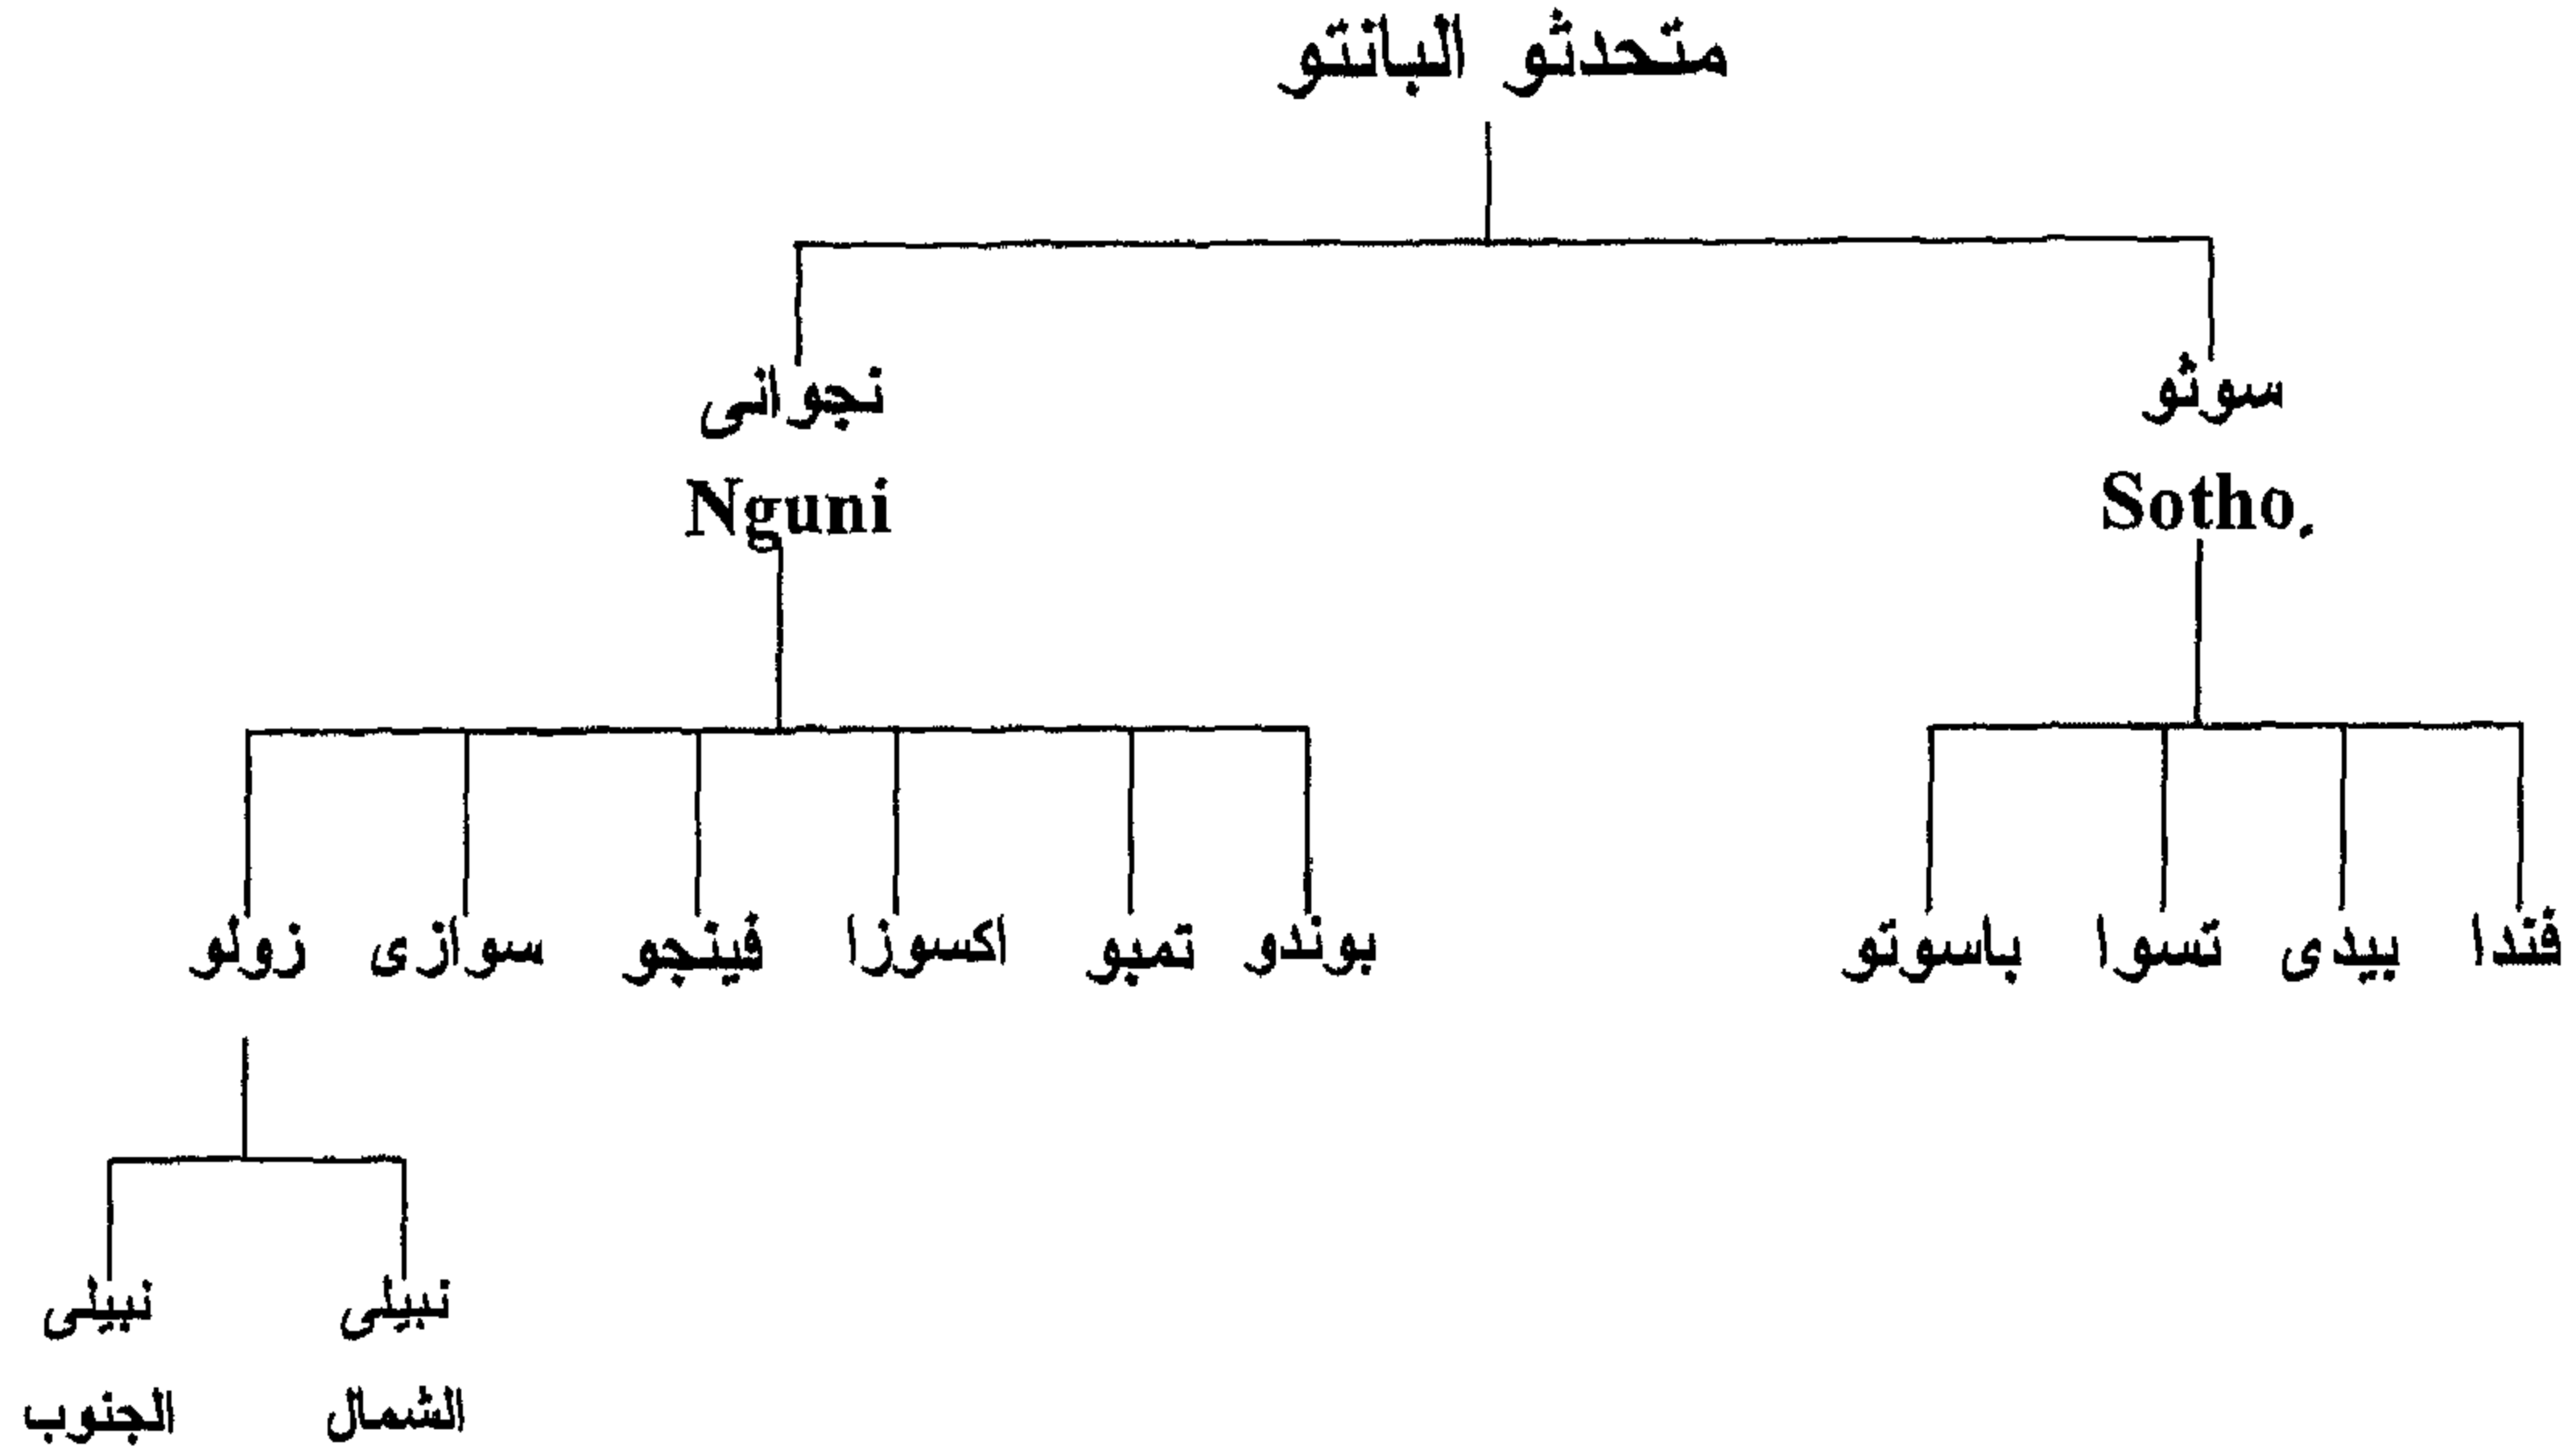 متحدثو البانتو
سوثو
نجوانى
Sotho.
Nguni
فندا
بيدى
تسوا
باسوتو
بوندو
تمبو
اكسوزا
فينجو
سوازى
زولو
نبيلى
الشمال
نبيلى
الجنوب